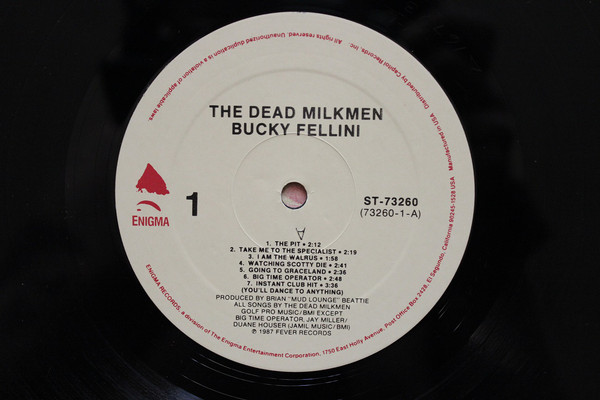 Unauthorized duplication is a violation of applicable laws.
All rights reserved.
Distributed by Capitol Records, Inc.
Manufactured in USA
THE DEAD MILKMEN
BUCKY FELLINI
ENIGMA
1
ST-73260
(73260-1-A)
A
1. THE PIT • 2:12
2. TAKE ME TO THE SPECIALIST • 2:19
3. I AM THE WALRUS • 1:58
4. WATCHING SCOTTY DIE • 2:41
5. GOING TO GRACELAND • 2:36
6. BIG TIME OPERATOR • 2:48
7. INSTANT CLUB HIT • 3:36
(YOU'LL DANCE TO ANYTHING)
PRODUCED BY BRIAN "MUD LOUNGE" BEATTIE
ALL SONGS BY THE DEAD MILKMEN
GOLF PRO MUSIC/BMI EXCEPT
BIG TIME OPERATOR, JAY MILLER/
DUANE HOUSER (JAMIL MUSIC/BMI)
℗ 1987 FEVER RECORDS
ENIGMA RECORDS, a division of The Enigma Entertainment Corporation, 1750 East Holly Avenue, Post Office Box 2428, El Segundo, California 90245-1528 USA